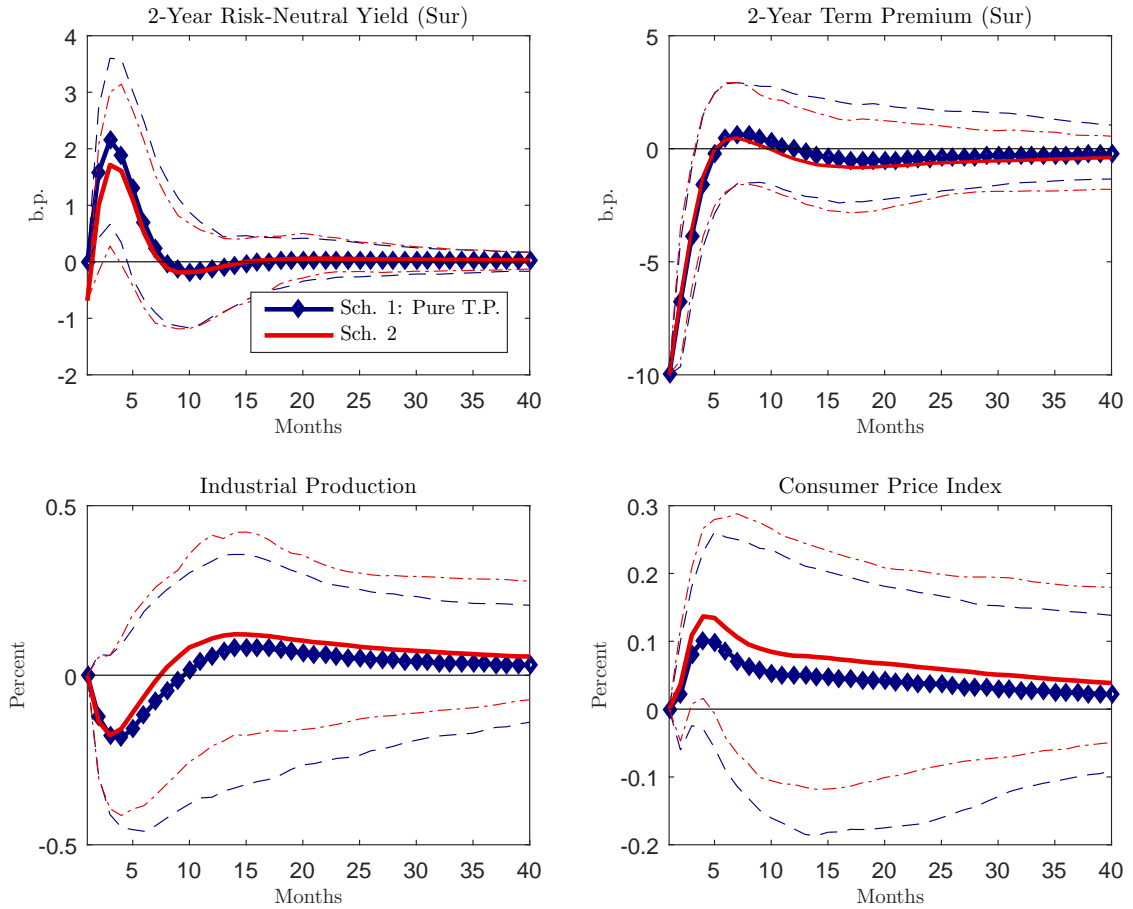 2-Year Risk-Neutral Yield (Sur)
4
3
2
1
0
-1
-2
b.p.
Sch. 1: Pure T.P.
Sch. 2
5 10 15 20 25 30 35 40
Months
2-Year Term Premium (Sur)
5
0
-5
-10
b.p.
5 10 15 20 25 30 35 40
Months
Industrial Production
0.5
0
-0.5
Percent
5 10 15 20 25 30 35 40
Months
Consumer Price Index
0.3
0.2
0.1
0
-0.1
-0.2
Percent
5 10 15 20 25 30 35 40
Months